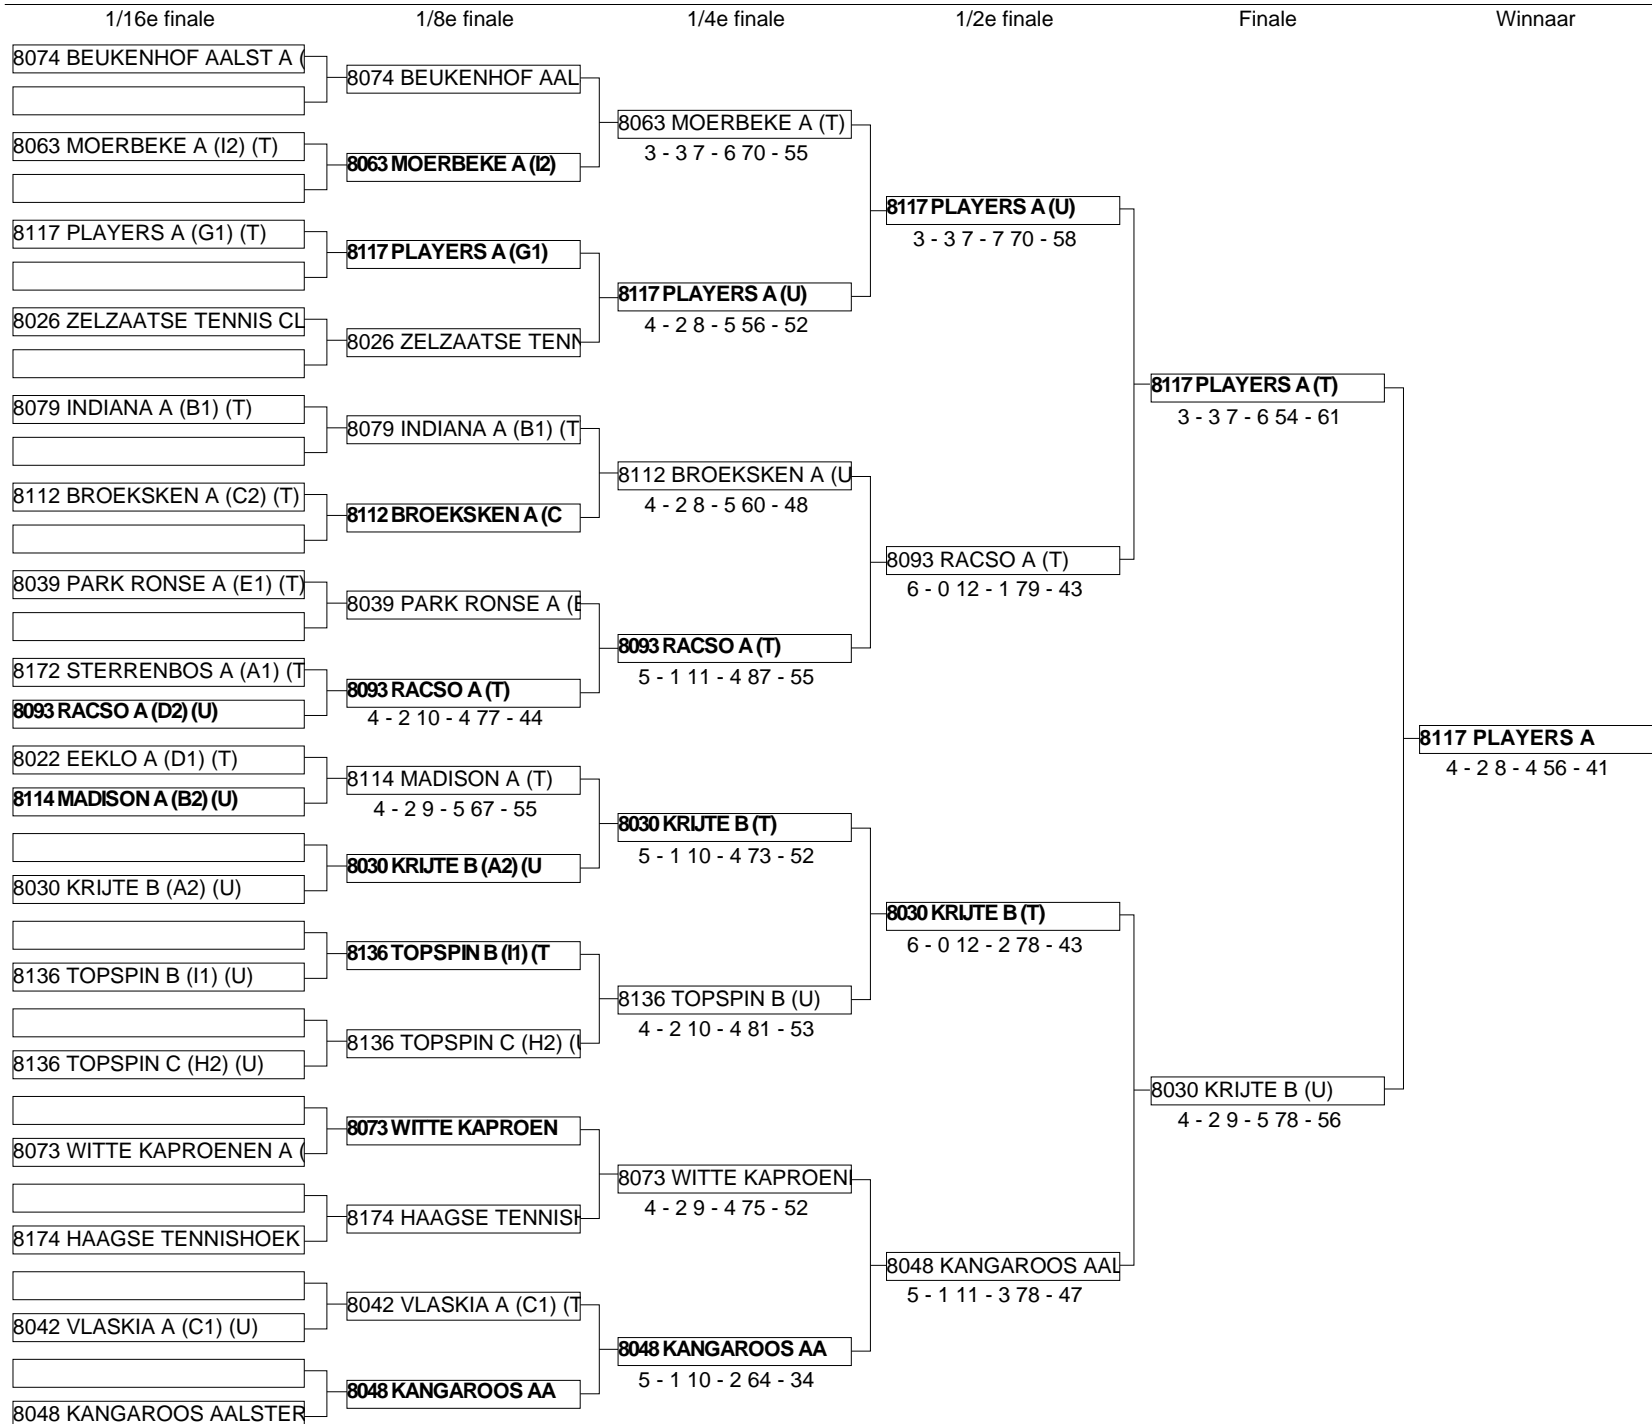 1/16e finale
1/8e finale
1/4e finale
1/2e finale
Finale
Winnaar
8074 BEUKENHOF AALST A (
8063 MOERBEKE A (I2) (T)
8117 PLAYERS A (G1) (T)
8026 ZELZAATSE TENNIS CL
8079 INDIANA A (B1) (T)
8112 BROEKSKEN A (C2) (T)
8039 PARK RONSE A (E1) (T)
8172 STERRENBOS A (A1) (T
8093 RACSO A (D2) (U)
8022 EEKLO A (D1) (T)
8114 MADISON A (B2) (U)
8030 KRIJTE B (A2) (U)
8136 TOPSPIN B (I1) (U)
8136 TOPSPIN C (H2) (U)
8073 WITTE KAPROENEN A (
8174 HAAGSE TENNISHOEK
8042 VLASKIA A (C1) (U)
8048 KANGAROOS AALSTER
8074 BEUKENHOF AAL
8063 MOERBEKE A (I2)
8117 PLAYERS A (G1)
8026 ZELZAATSE TENN
8079 INDIANA A (B1) (T
8112 BROEKSKEN A (C
8039 PARK RONSE A (E
8093 RACSO A (T)
4 - 2 10 - 4 77 - 44
8114 MADISON A (T)
4 - 2 9 - 5 67 - 55
8030 KRIJTE B (A2) (U
8136 TOPSPIN B (I1) (T
8136 TOPSPIN C (H2) (U
8073 WITTE KAPROEN
8174 HAAGSE TENNISH
8042 VLASKIA A (C1) (T
8048 KANGAROOS AA
8063 MOERBEKE A (T)
3 - 3 7 - 6 70 - 55
8117 PLAYERS A (U)
4 - 2 8 - 5 56 - 52
8112 BROEKSKEN A (U
4 - 2 8 - 5 60 - 48
8093 RACSO A (T)
5 - 1 11 - 4 87 - 55
8030 KRIJTE B (T)
5 - 1 10 - 4 73 - 52
8136 TOPSPIN B (U)
4 - 2 10 - 4 81 - 53
8073 WITTE KAPROEN
4 - 2 9 - 4 75 - 52
8048 KANGAROOS AA
5 - 1 10 - 2 64 - 34
8117 PLAYERS A (U)
3 - 3 7 - 7 70 - 58
8093 RACSO A (T)
6 - 0 12 - 1 79 - 43
8030 KRIJTE B (T)
6 - 0 12 - 2 78 - 43
8048 KANGAROOS AAL
5 - 1 11 - 3 78 - 47
8117 PLAYERS A (T)
3 - 3 7 - 6 54 - 61
8030 KRIJTE B (U)
4 - 2 9 - 5 78 - 56
8117 PLAYERS A
4 - 2 8 - 4 56 - 41